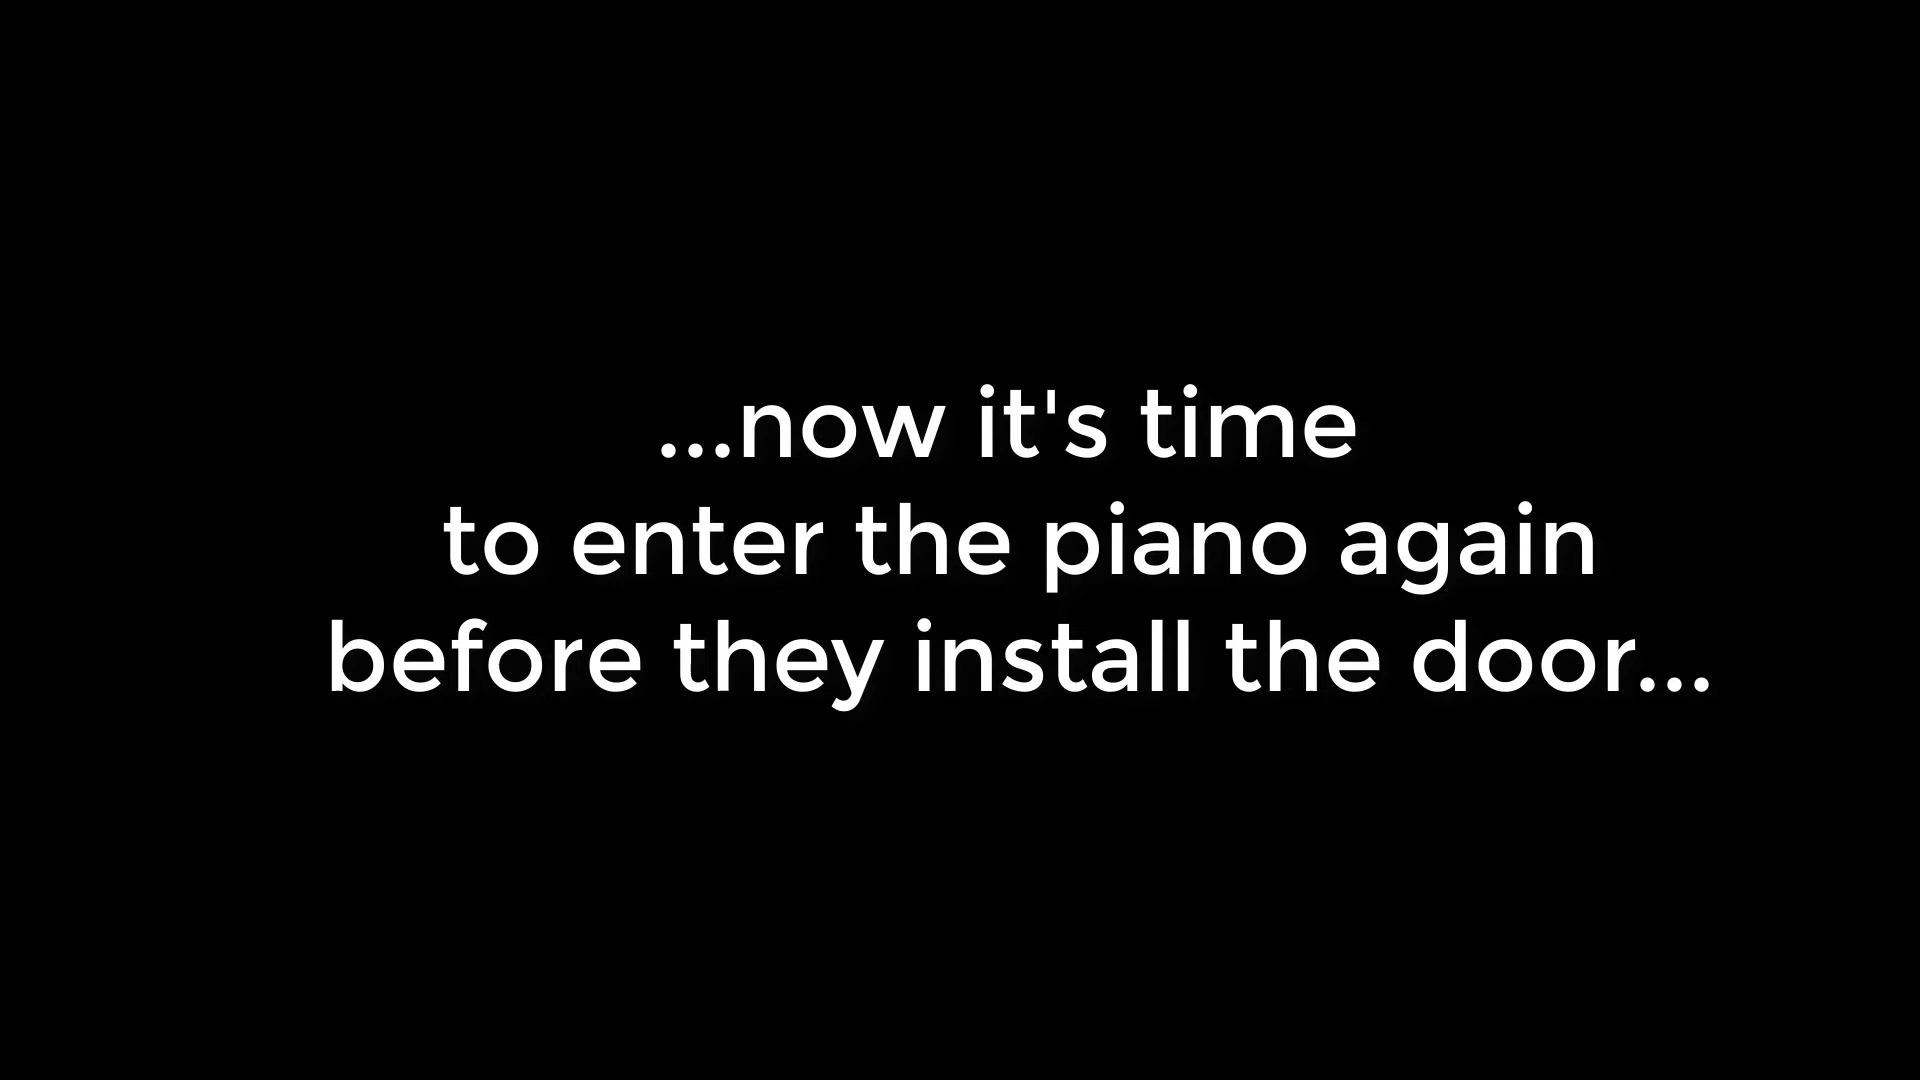 ...now it's time
to enter the piano again
before they install the door...